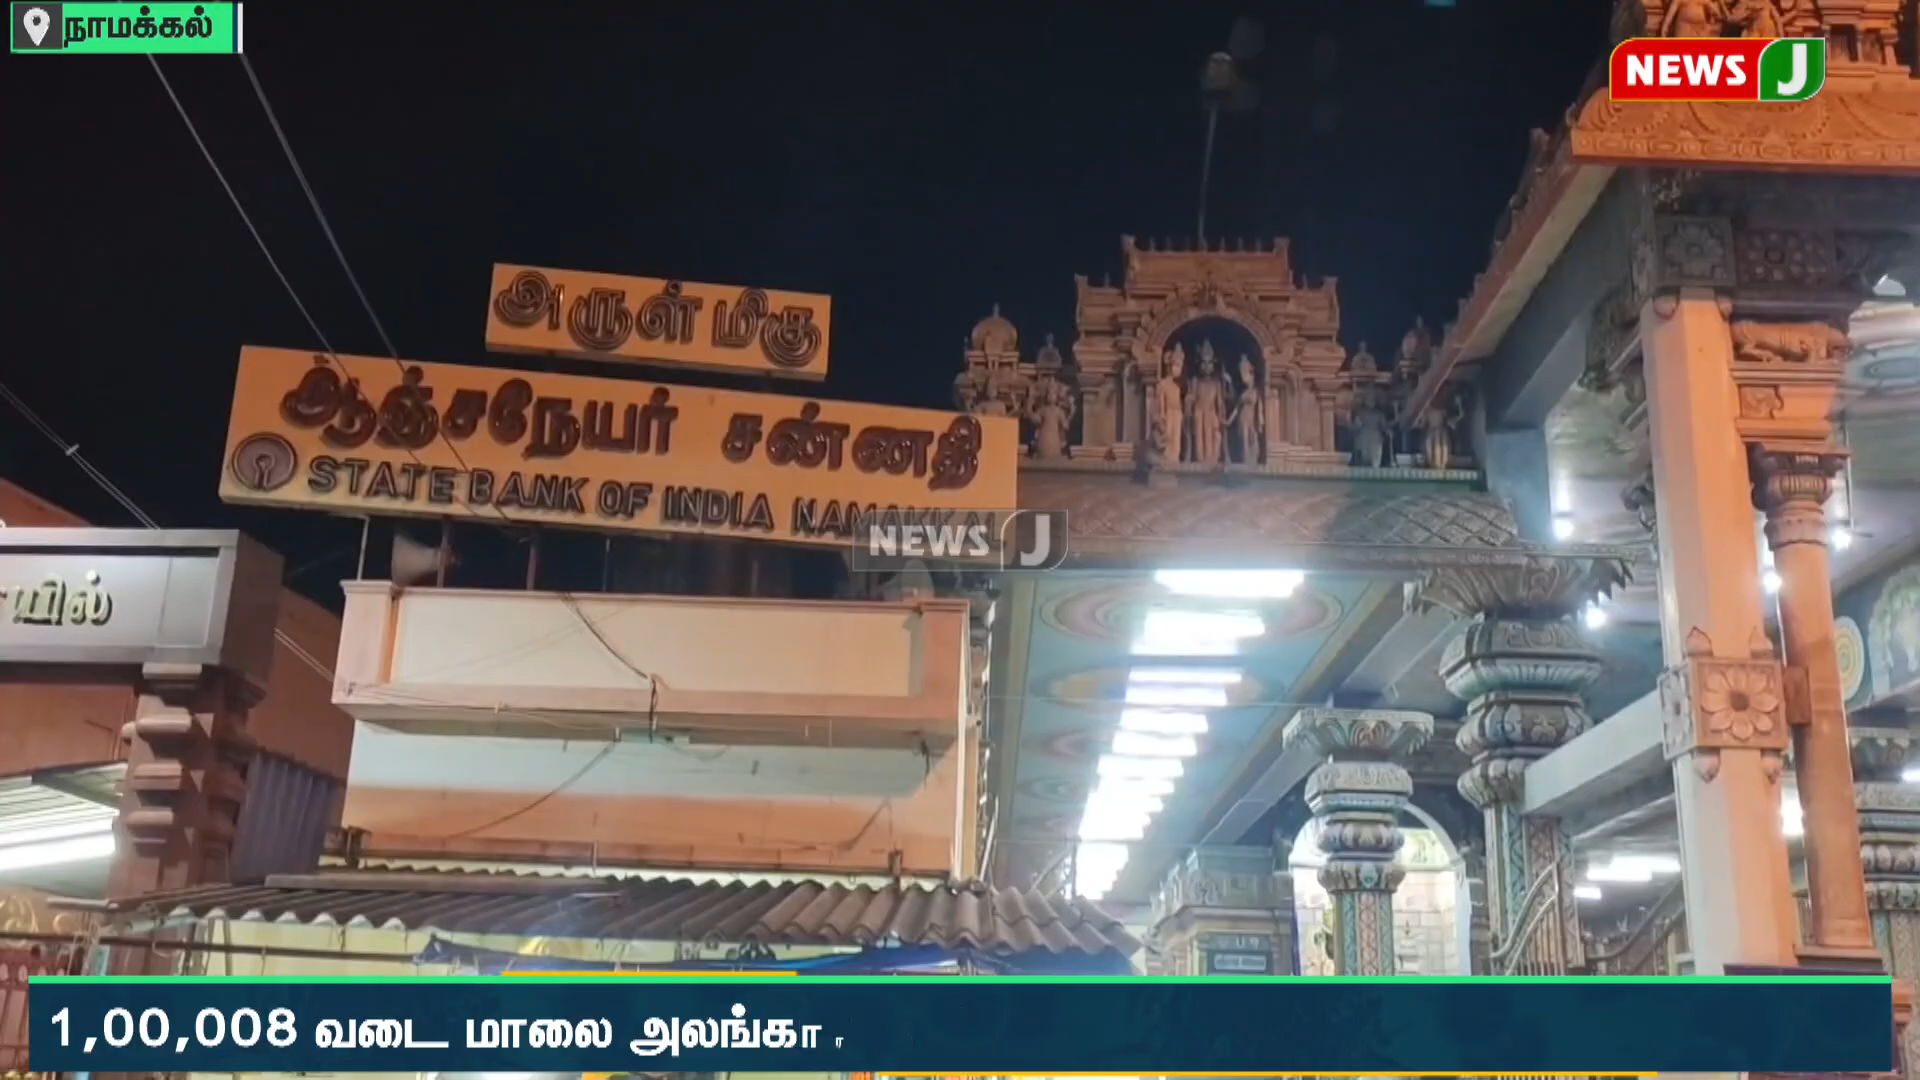 நாமக்கல்
NEWS J
அருள்மிகு
ஆஞ்சநேயர் சன்னதி
STATE BANK OF INDIA NAMAKKAL
NEWS J
யில்
1,00,008 வடை மாலை அலங்கார